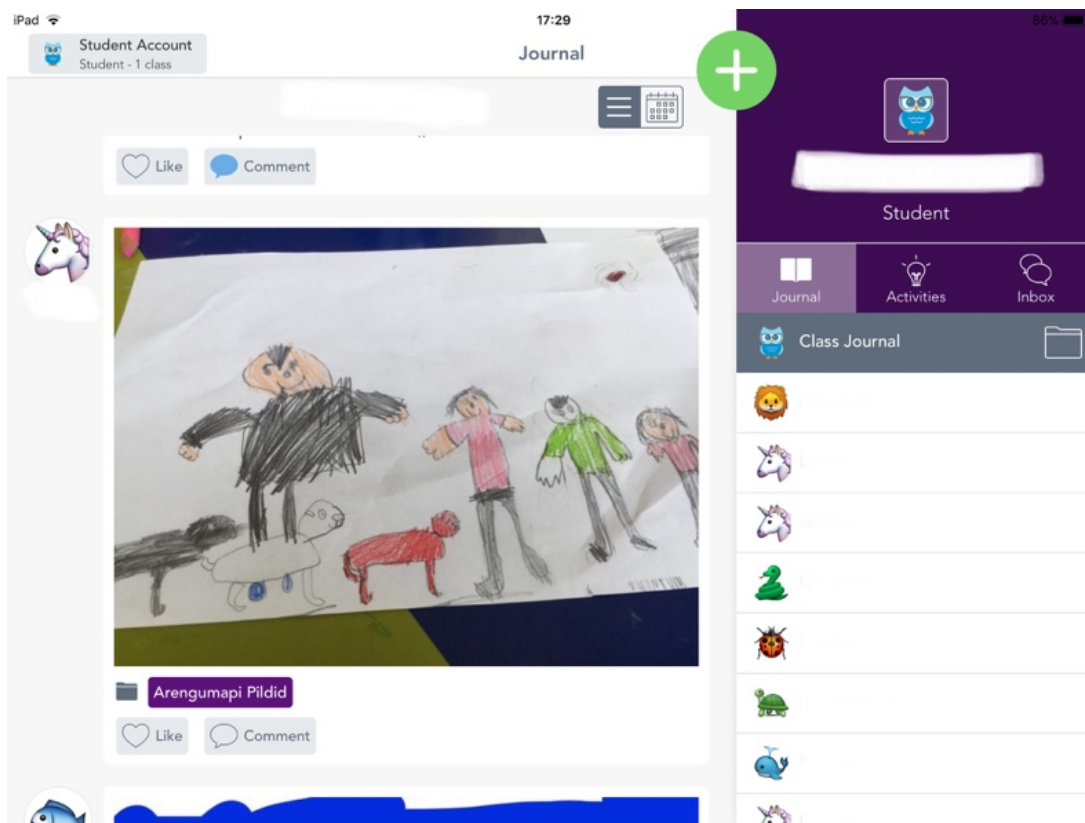 iPad
17:29
86%
Student Account
Student - 1 class
Journal
Like
Comment
Student
Journal
Activities
Inbox
Class Journal
Arengumapi Pildid
Like
Comment